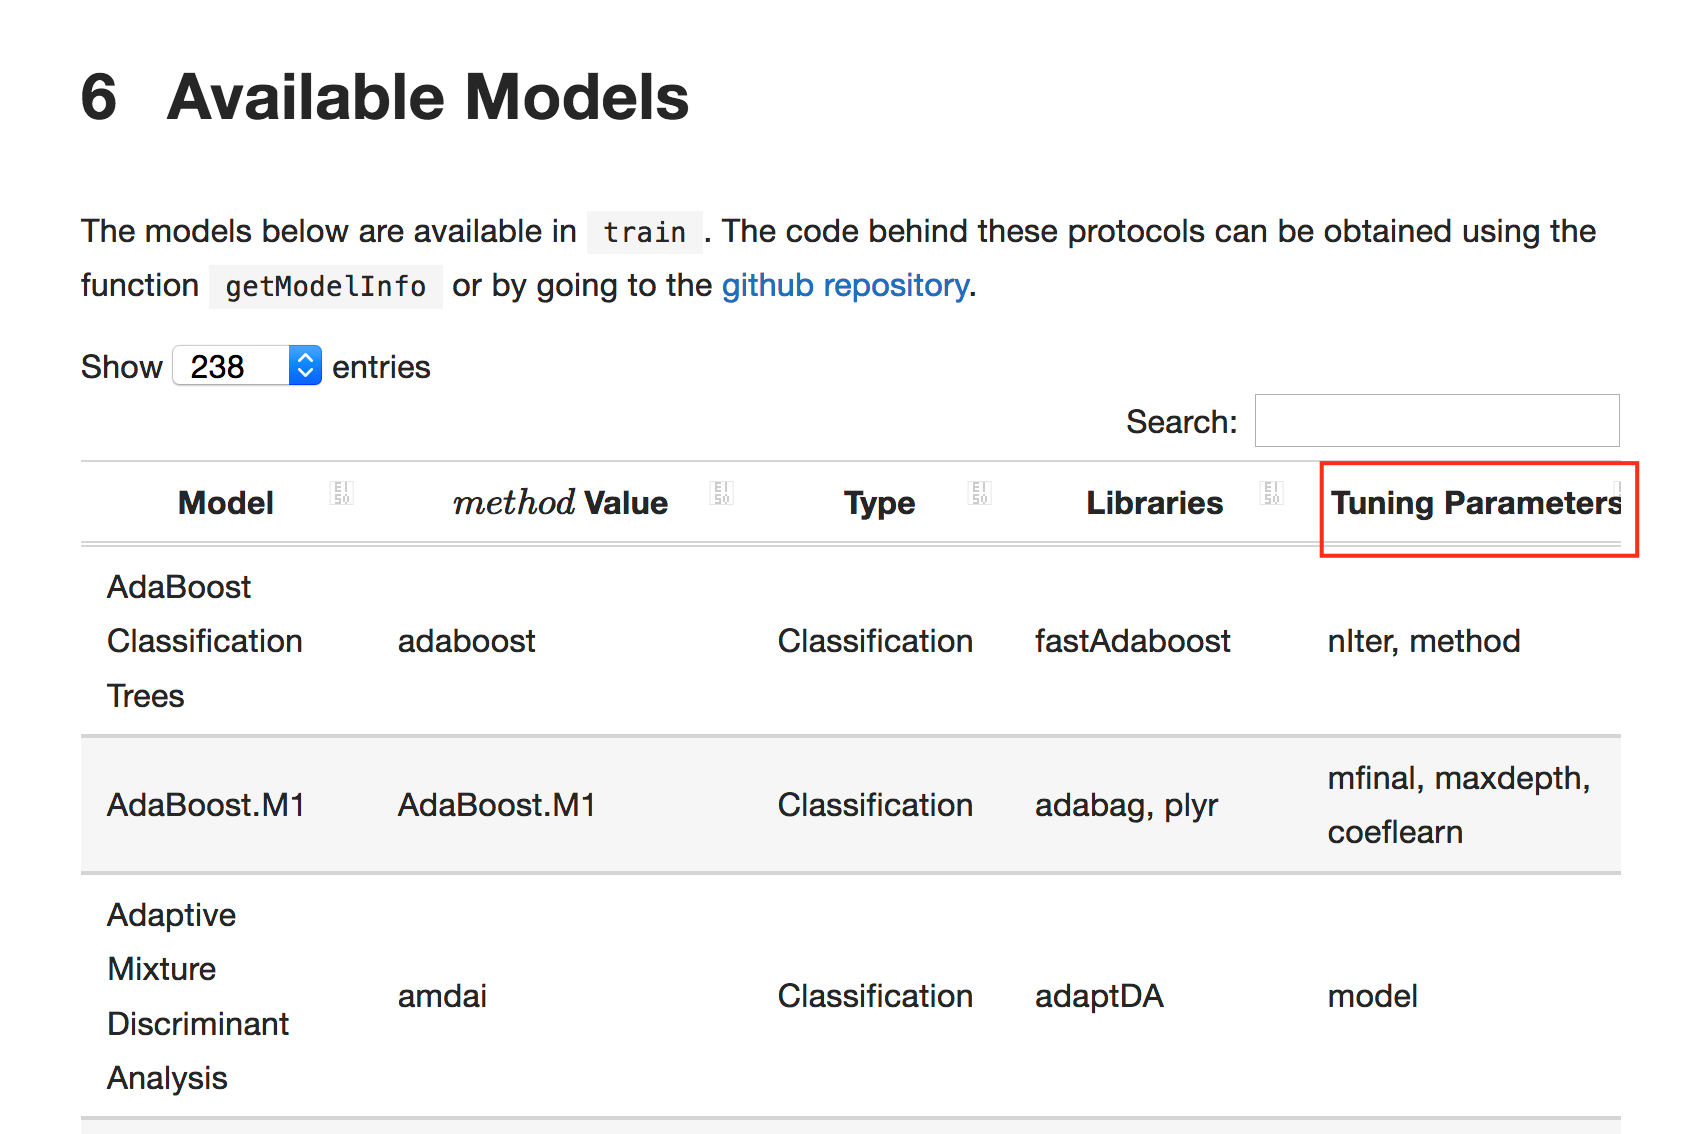 6 Available Models
The models below are available in train . The code behind these protocols can be obtained using the
function getModelInfo or by going to the github repository.
Show 238 entries
Search:
Model method Value Type Libraries Tuning Parameters
AdaBoost
Classification
Trees
adaboost
Classification
fastAdaboost
nIter, method
AdaBoost.M1
AdaBoost.M1
Classification
adabag, plyr
mfinal, maxdepth,
coeflearn
Adaptive
Mixture
Discriminant
Analysis
amdai
Classification
adaptDA
model